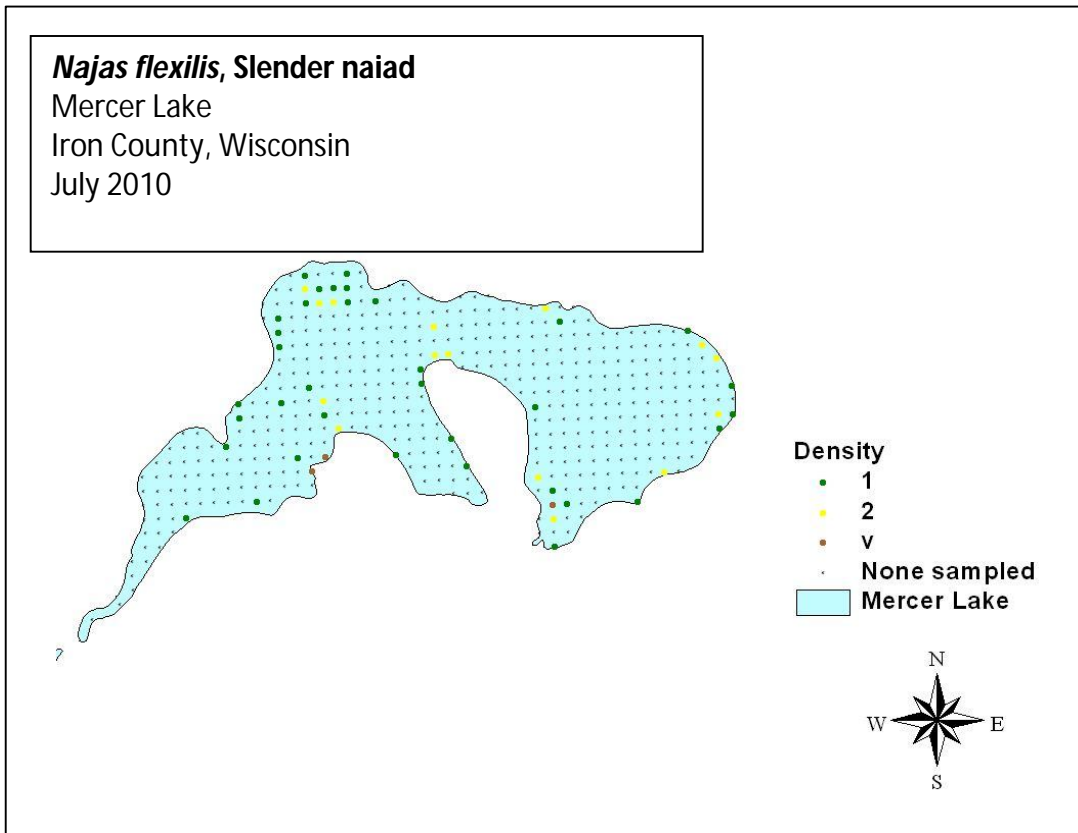 Najas flexilis, Slender naiad
Mercer Lake
Iron County, Wisconsin
July 2010
Density
1
2
v
None sampled
Mercer Lake
N
W E
S